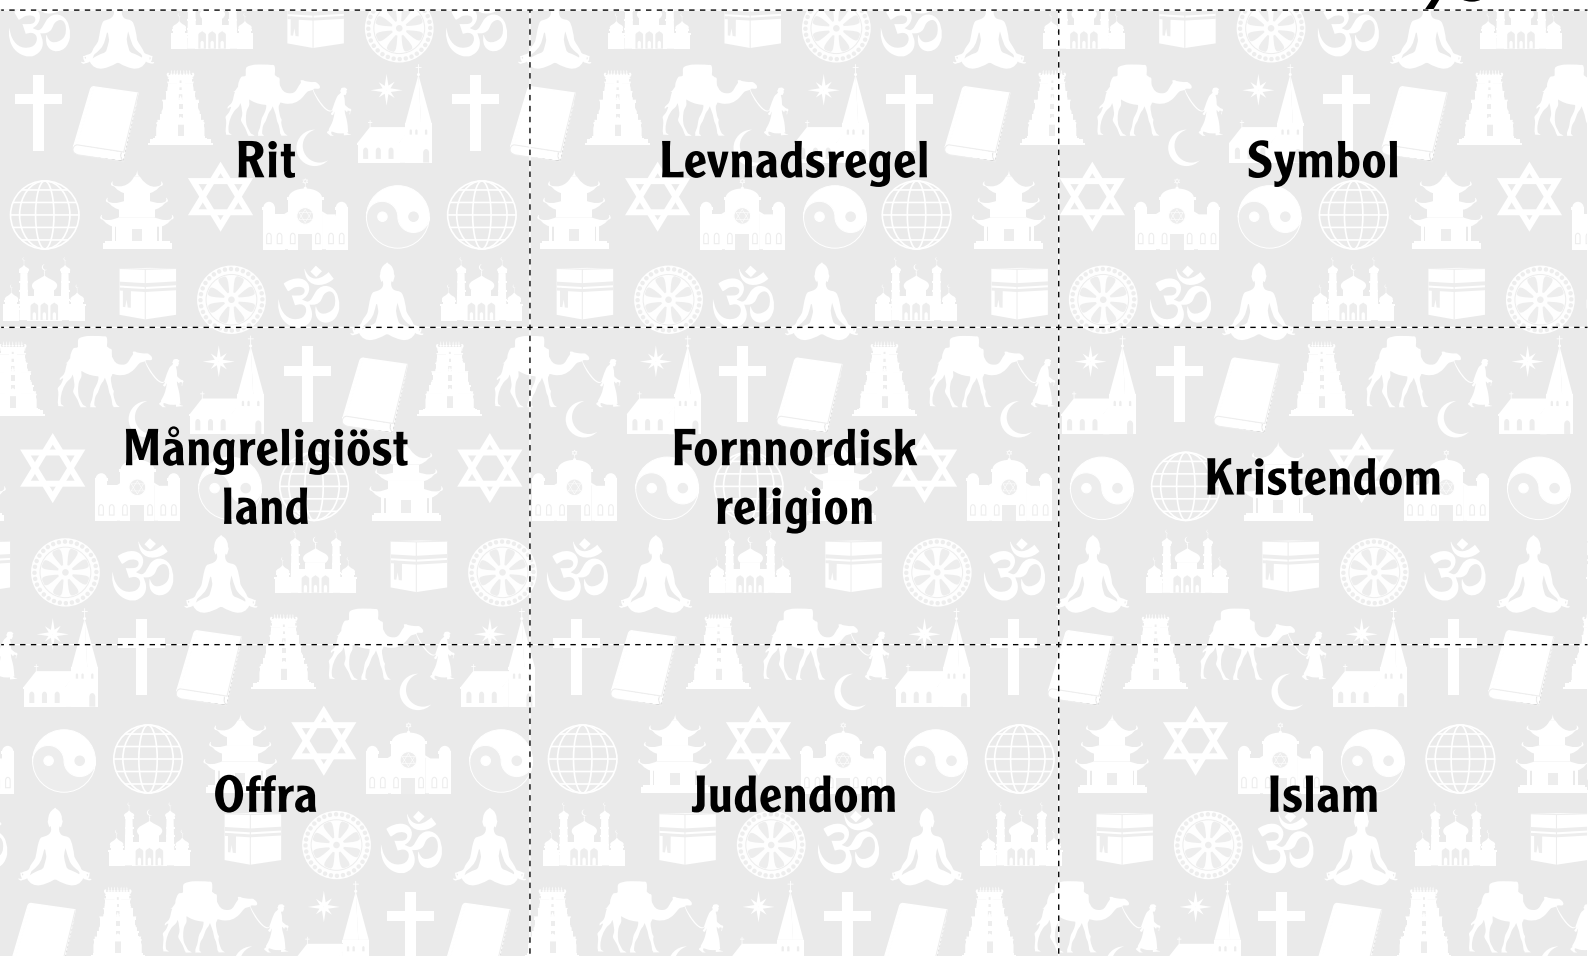 Rit
Levnadsregel
Symbol
Mångreligiöst
land
Fornnordisk
religion
Kristendom
Offra
Judendom
Islam